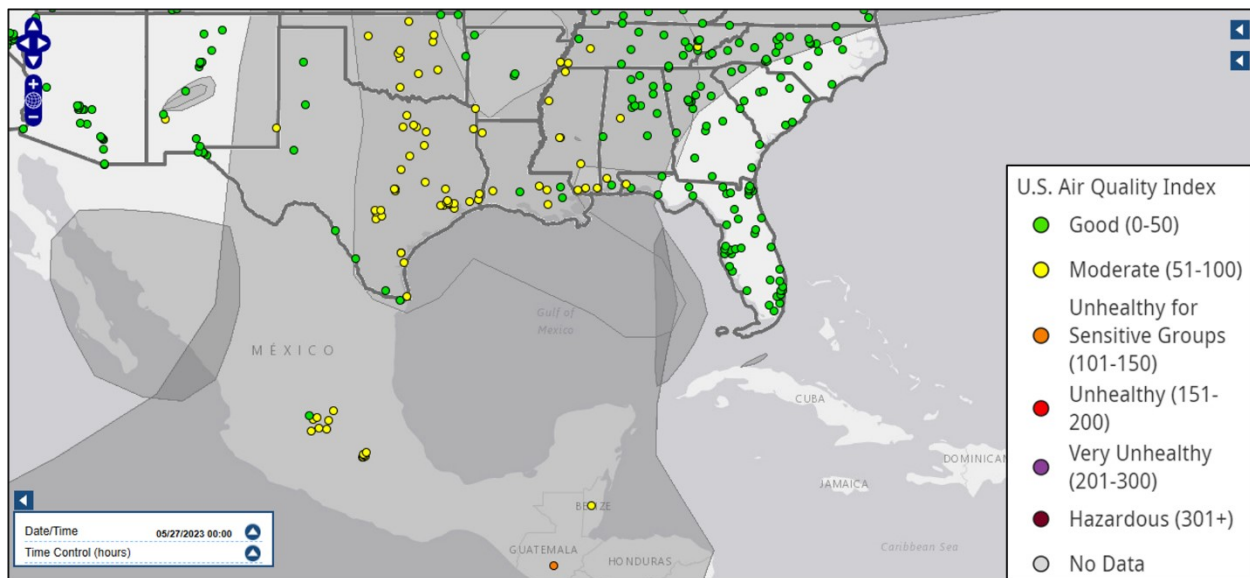 +
−
Gulf of
Mexico
MÉXICO
CUBA
DOMINICAN
JAMAICA
BELIZE
GUATEMALA
HONDURAS
Caribbean Sea
Date/Time 05/27/2023 00:00
Time Control (hours)
U.S. Air Quality Index
Good (0-50)
Moderate (51-100)
Unhealthy for
Sensitive Groups
(101-150)
Unhealthy (151-
200)
Very Unhealthy
(201-300)
Hazardous (301+)
No Data